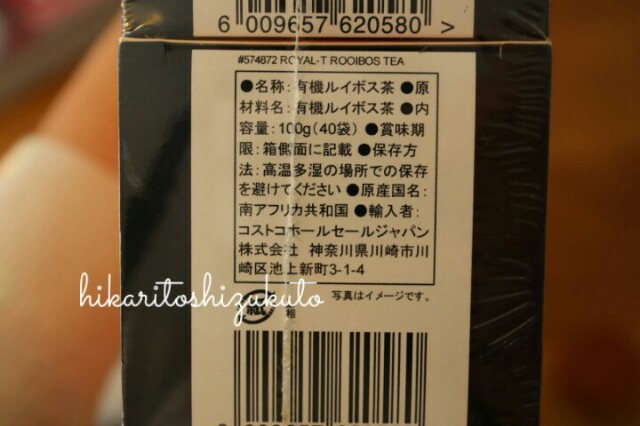 6 009657 620580 >
#574872 ROYAL-T ROOIBOS TEA
●名称:有機ルイボス茶 ●原
材料名:有機ルイボス茶 ●内
容量:100g(40袋) ●賞味期
限:箱側面に記載 ●保存方
法:高温多湿の場所での保存
を避けてください ●原産国名:
南アフリカ共和国 ●輸入者:
コストコホールセールジャパン
株式会社 神奈川県川崎市川
崎区池上新町3-1-4
hikaritoshizukuto
写真はイメージです。
紙
箱